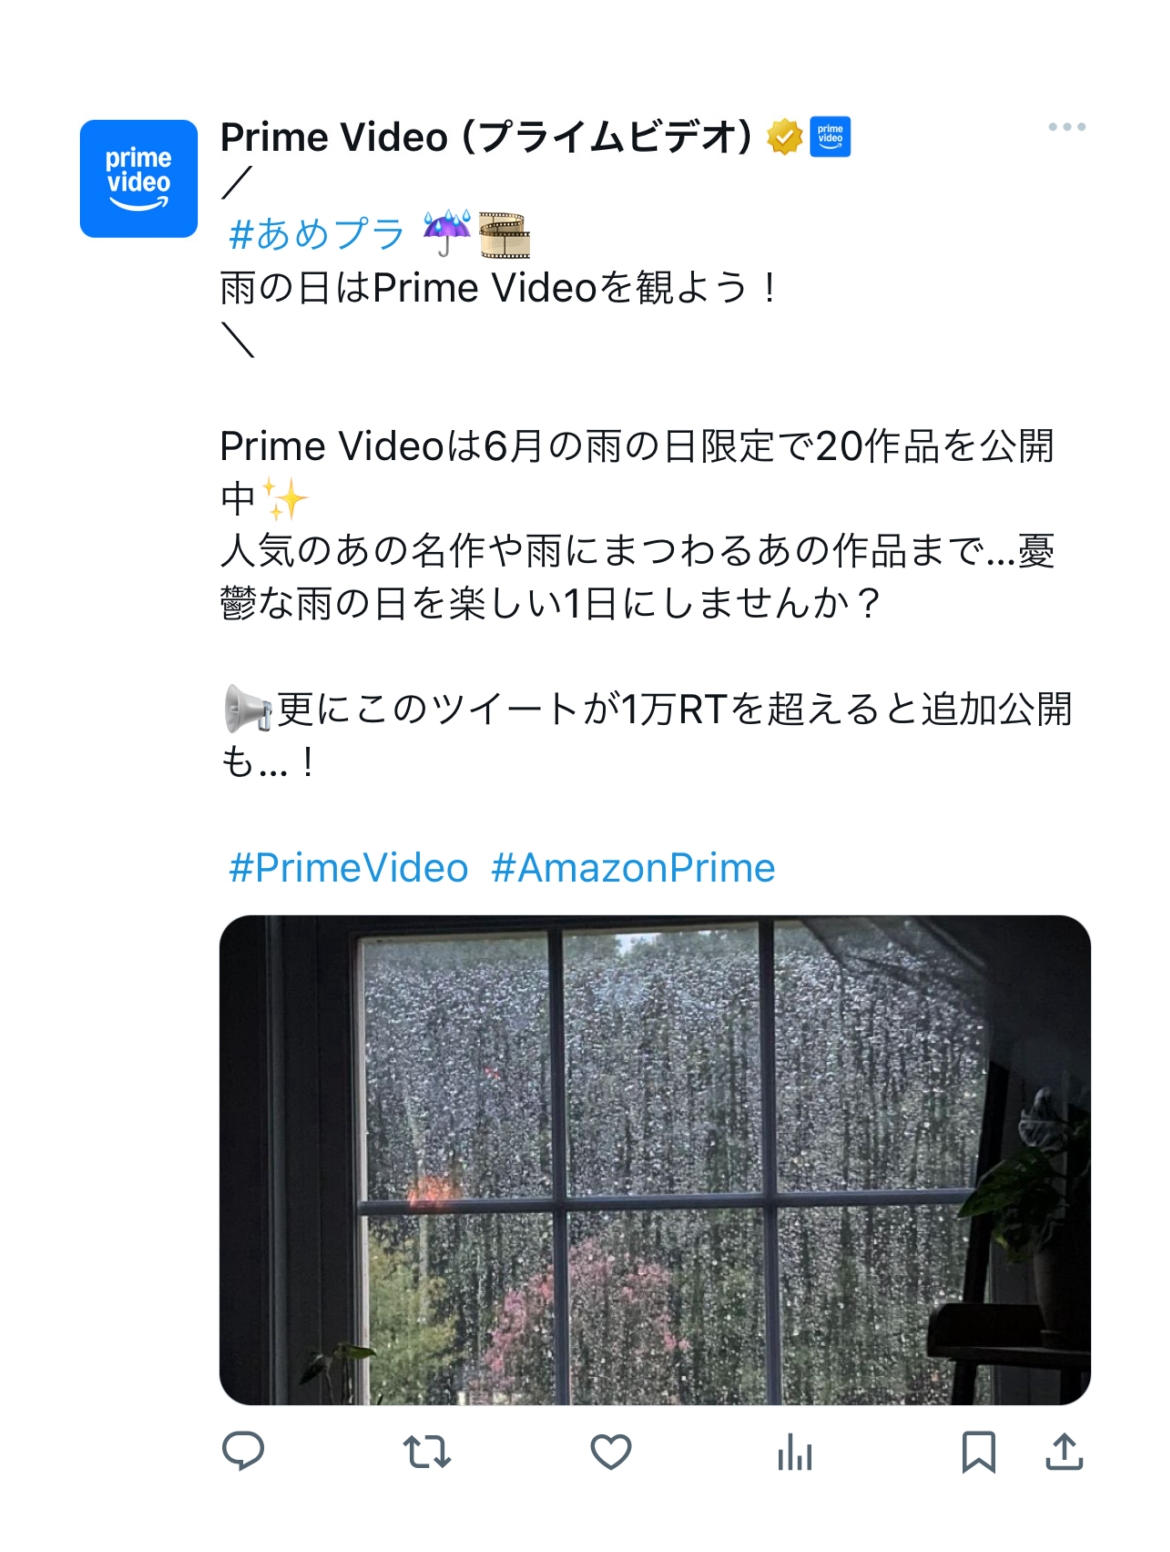 prime
video
Prime Video (プライムビデオ)
prime
video
／
#あめプラ ☔🎞
雨の日はPrime Videoを観よう！
＼
Prime Videoは6月の雨の日限定で20作品を公開
中✨
人気のあの名作や雨にまつわるあの作品まで...憂
鬱な雨の日を楽しい1日にしませんか？
📢更にこのツイートが1万RTを超えると追加公開
も...！
#PrimeVideo #AmazonPrime